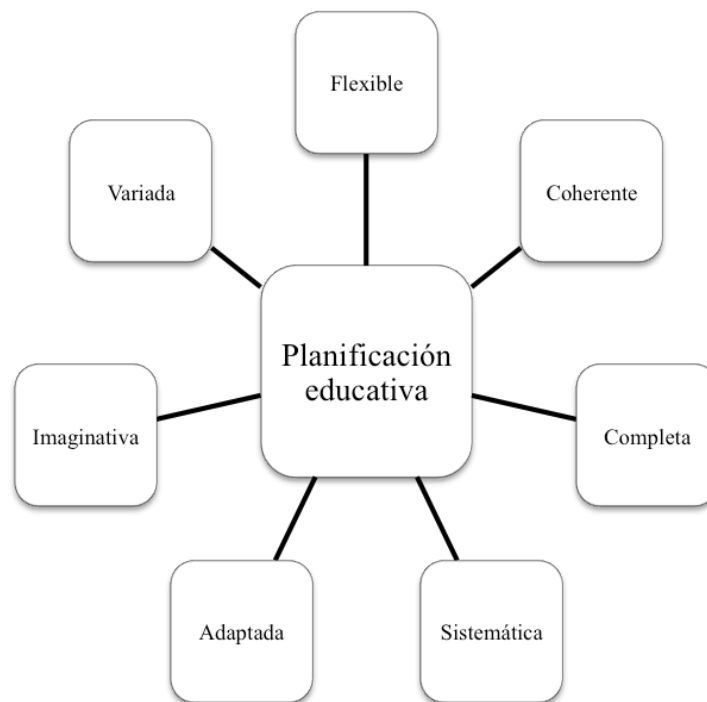 Flexible
Variada
Coherente
Planificación
educativa
Imaginativa
Completa
Adaptada
Sistemática